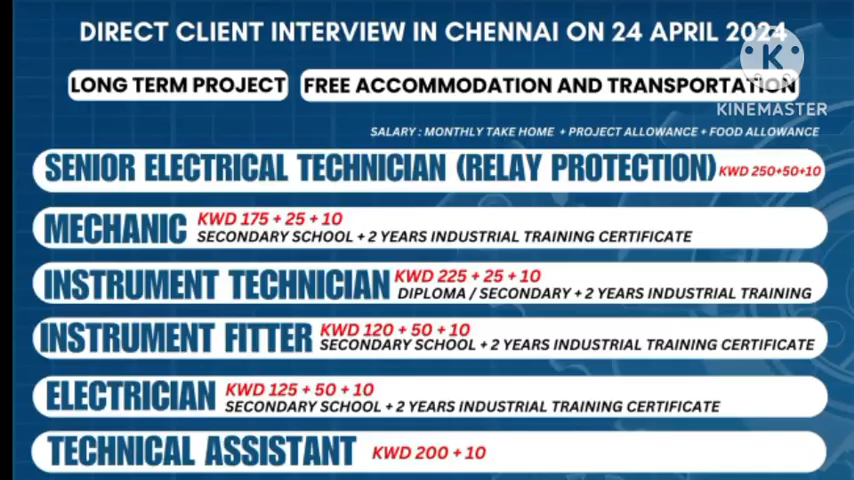 DIRECT CLIENT INTERVIEW IN CHENNAI ON 24 APRIL 2024
LONG TERM PROJECT FREE ACCOMMODATION AND TRANSPORTATION
K
KINEMASTER
SALARY : MONTHLY TAKE HOME + PROJECT ALLOWANCE + FOOD ALLOWANCE
SENIOR ELECTRICAL TECHNICIAN (RELAY PROTECTION) KWD 250+50+10
MECHANIC KWD 175 + 25 + 10
SECONDARY SCHOOL + 2 YEARS INDUSTRIAL TRAINING CERTIFICATE
INSTRUMENT TECHNICIAN KWD 225 + 25 + 10
DIPLOMA / SECONDARY + 2 YEARS INDUSTRIAL TRAINING
INSTRUMENT FITTER KWD 120 + 50 + 10
SECONDARY SCHOOL + 2 YEARS INDUSTRIAL TRAINING CERTIFICATE
ELECTRICIAN KWD 125 + 50 + 10
SECONDARY SCHOOL + 2 YEARS INDUSTRIAL TRAINING CERTIFICATE
TECHNICAL ASSISTANT KWD 200 + 10